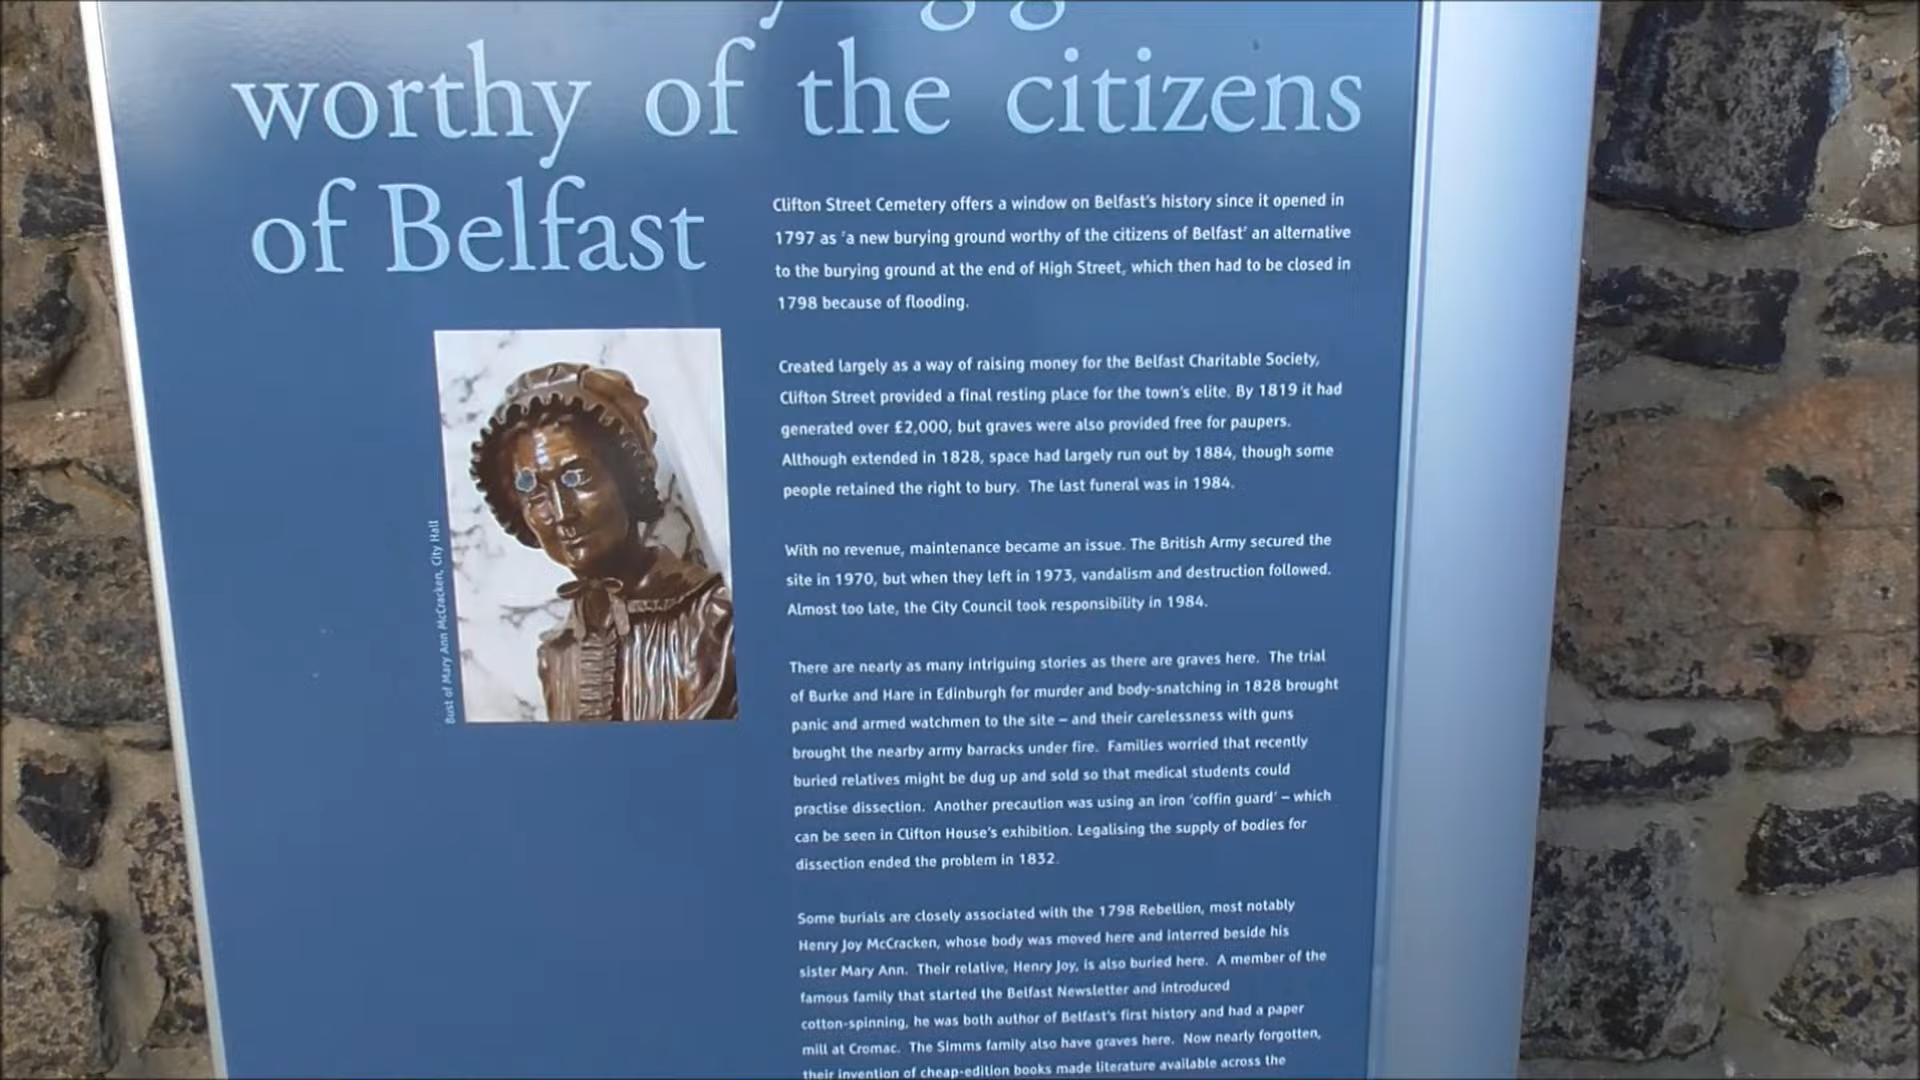 worthy of the citizens
of Belfast
Clifton Street Cemetery offers a window on Belfast's history since it opened in
1797 as 'a new burying ground worthy of the citizens of Belfast' an alternative
to the burying ground at the end of High Street, which then had to be closed in
1798 because of flooding.
Created largely as a way of raising money for the Belfast Charitable Society,
Clifton Street provided a final resting place for the town's elite. By 1819 it had
generated over £2,000, but graves were also provided free for paupers.
Although extended in 1828, space had largely run out by 1884, though some
people retained the right to bury. The last funeral was in 1984.
With no revenue, maintenance became an issue. The British Army secured the
site in 1970, but when they left in 1973, vandalism and destruction followed.
Almost too late, the City Council took responsibility in 1984.
There are nearly as many intriguing stories as there are graves here. The trial
of Burke and Hare in Edinburgh for murder and body-snatching in 1828 brought
panic and armed watchmen to the site – and their carelessness with guns
brought the nearby army barracks under fire. Families worried that recently
buried relatives might be dug up and sold so that medical students could
practise dissection. Another precaution was using an iron 'coffin guard' – which
can be seen in Clifton House's exhibition. Legalising the supply of bodies for
dissection ended the problem in 1832.
Some burials are closely associated with the 1798 Rebellion, most notably
Henry Joy McCracken, whose body was moved here and interred beside his
sister Mary Ann. Their relative, Henry Joy, is also buried here. A member of the
famous family that started the Belfast Newsletter and introduced
cotton-spinning, he was both author of Belfast's first history and had a paper
mill at Cromac. The Simms family also have graves here. Now nearly forgotten,
their invention of cheap-edition books made literature available across the
Bust of Mary Ann McCracken, City Hall